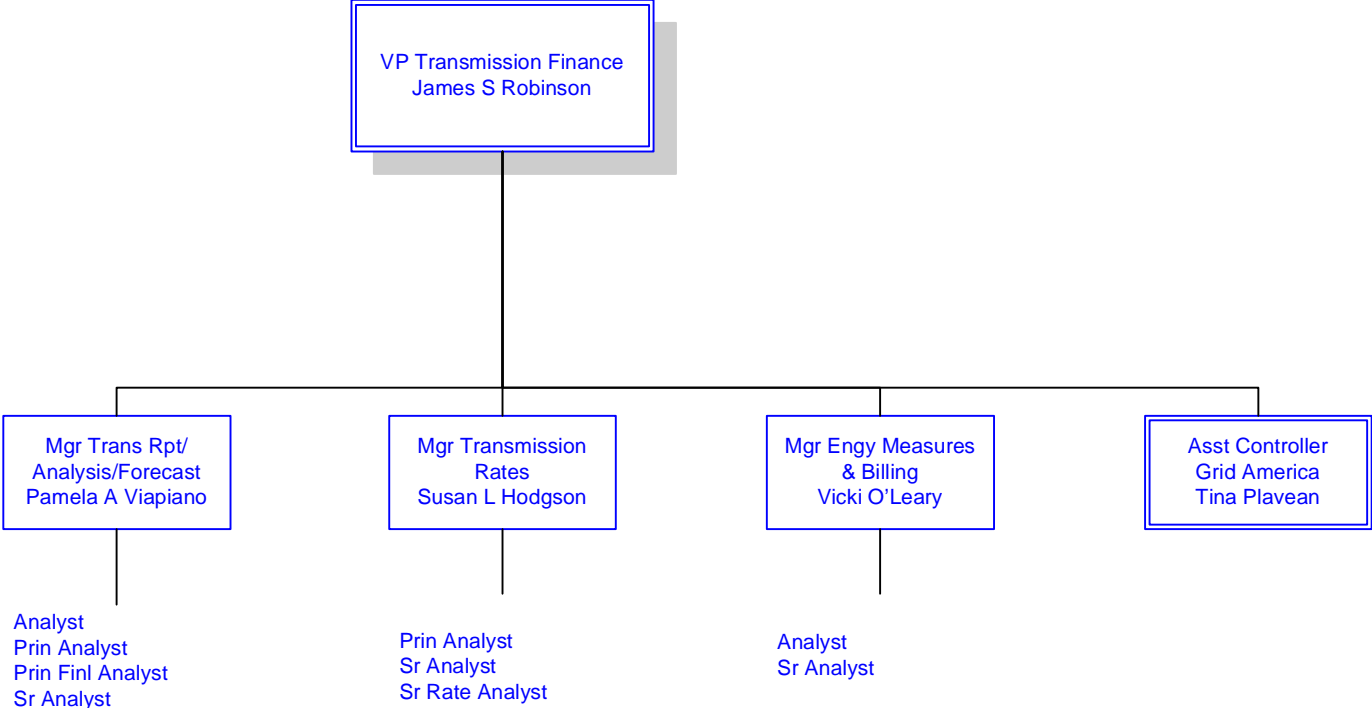 VP Transmission Finance
James S Robinson
Mgr Trans Rpt/
Analysis/Forecast
Pamela A Viapiano
Mgr Transmission
Rates
Susan L Hodgson
Mgr Engy Measures
& Billing
Vicki O’Leary
Asst Controller
Grid America
Tina Plavean
Analyst
Prin Analyst
Prin Finl Analyst
Sr Analyst
Prin Analyst
Sr Analyst
Sr Rate Analyst
Analyst
Sr Analyst